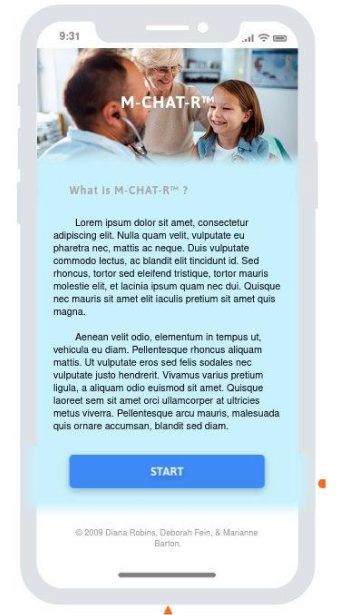 9:31
M-CHAT-R™
What is M-CHAT-R™ ?
Lorem ipsum dolor sit amet, consectetur
adipiscing elit. Nulla quam velit, vulputate eu
pharetra nec, mattis ac neque. Duis vulputate
commodo lectus, ac blandit elit tincidunt id. Sed
rhoncus, tortor sed eleifend tristique, tortor mauris
molestie elit, et lacinia ipsum quam nec dui. Quisque
nec mauris sit amet elit iaculis pretium sit amet quis
magna.
Aenean velit odio, elementum in tempus ut,
vehicula eu diam. Pellentesque rhoncus aliquam
mattis. Ut vulputate eros sed felis sodales nec
vulputate justo hendrerit. Vivamus varius pretium
ligula, a aliquam odio euismod sit amet. Quisque
laoreet sem sit amet orci ullamcorper at ultricies
metus viverra. Pellentesque arcu mauris, malesuada
quis ornare accumsan, blandit sed diam.
START
© 2009 Diana Robins, Deborah Fein, & Marianne
Barton.